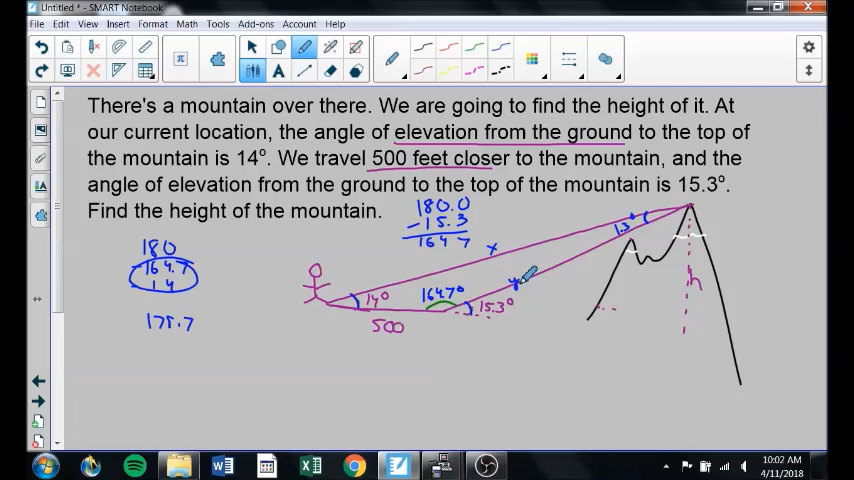 Untitled * - SMART Notebook
File Edit View Insert Format Math Tools Add-ons Account Help
There's a mountain over there. We are going to find the height of it. At
our current location, the angle of elevation from the ground to the top of
the mountain is 14°. We travel 500 feet closer to the mountain, and the
angle of elevation from the ground to the top of the mountain is 15.3°.
Find the height of the mountain.
180.0
-15.3
164 7
180
164.7
14
175.7
x
y
1.3°
14°
164.7°
15.3°
500
h
10:02 AM
4/11/2018